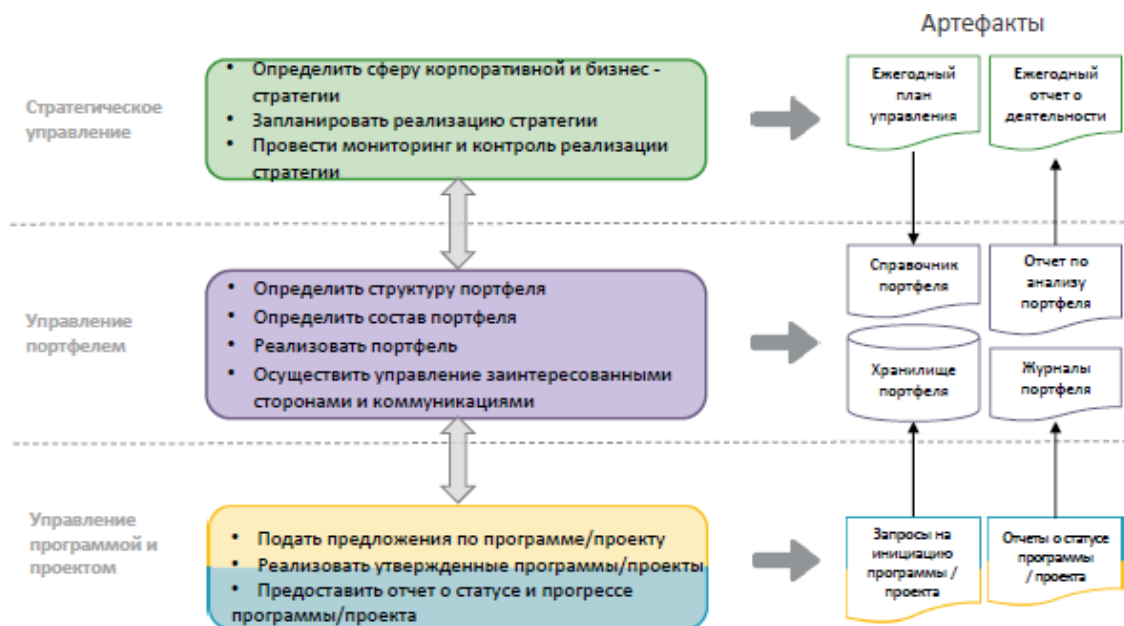 Артефакты
Стратегическое
управление
• Определить сферу корпоративной и бизнес -
стратегии
• Запланировать реализацию стратегии
• Провести мониторинг и контроль реализации
стратегии
Ежегодный
план
управления
Ежегодный
отчет о
деятельности
Управление
портфелем
• Определить структуру портфеля
• Определить состав портфеля
• Реализовать портфель
• Осуществить управление заинтересованными
сторонами и коммуникациями
Справочник
портфеля
Отчет по
анализу
портфеля
Хранилище
портфеля
Журналы
портфеля
Управление
программой и
проектом
• Подать предложения по программе/проекту
• Реализовать утвержденные программы/проекты
• Предоставить отчет о статусе и прогрессе
программы/проекта
Запросы на
инициацию
программы /
проекта
Отчеты о статусе
программы
/ проекта